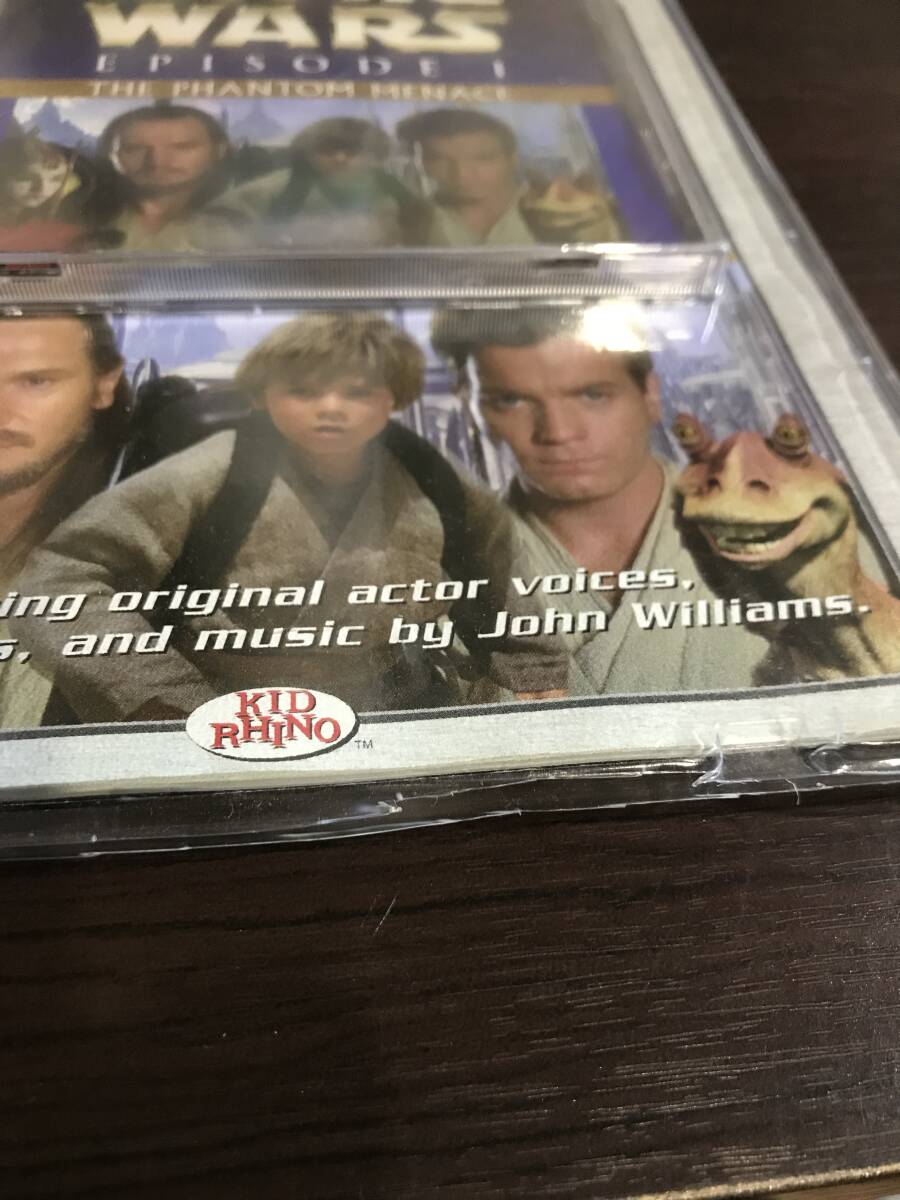 WARS
EPISODE I
THE PHANTOM MENACE
ing original actor voices,
s, and music by John Williams.
KID
RHINO
TM